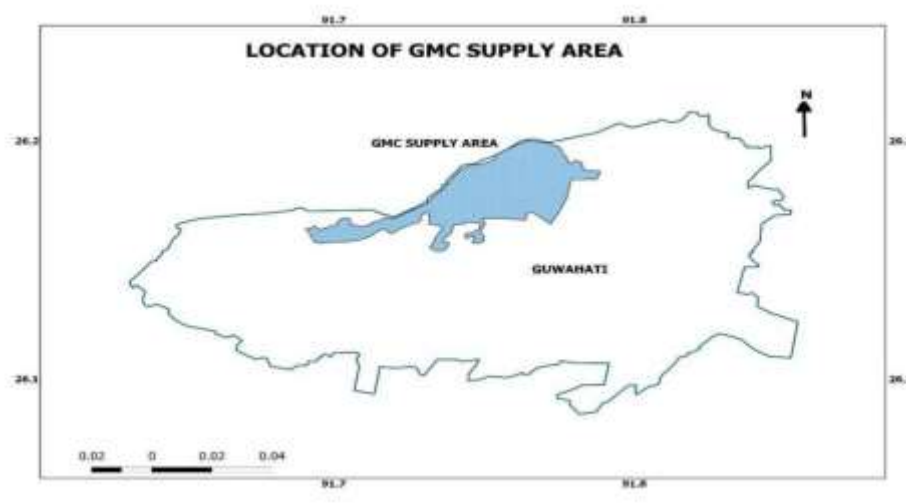 91.7 91.8
LOCATION OF GMC SUPPLY AREA
N
26.2
GMC SUPPLY AREA
GUWAHATI
26.1
0.02 0 0.02 0.04
91.7 91.8